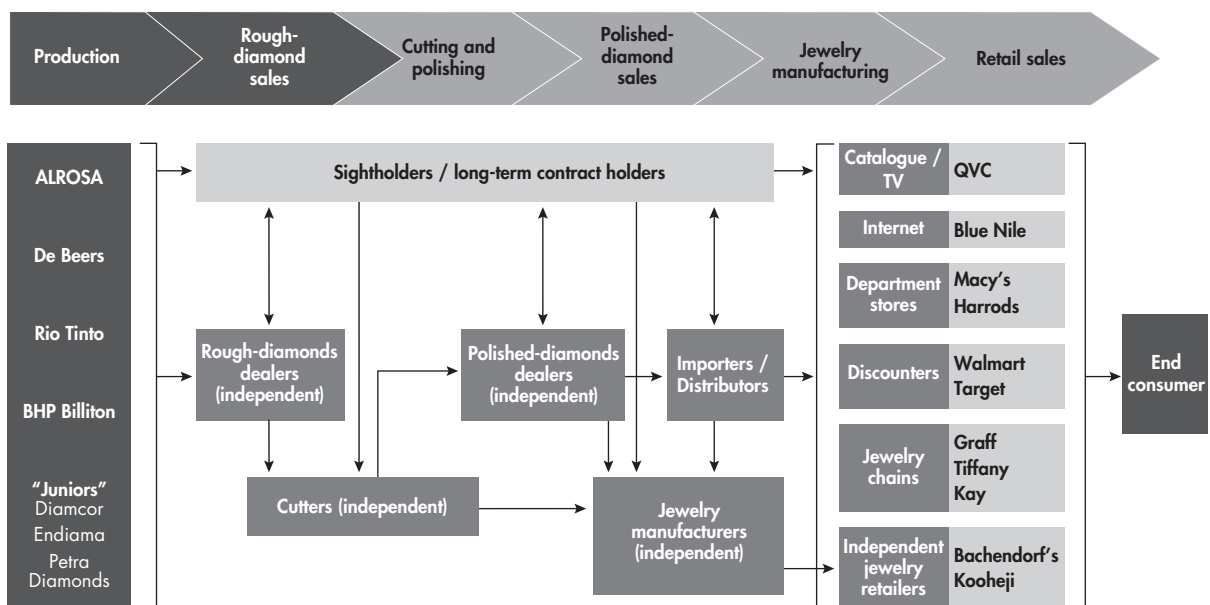 Production
Rough-
diamond
sales
Cutting and
polishing
Polished-
diamond
sales
Jewelry
manufacturing
Retail sales
ALROSA
De Beers
Rio Tinto
BHP Billiton
“Juniors”
Diamcor
Endiama
Petra
Diamonds
Sightholders / long-term contract holders
Rough-diamonds
dealers
(independent)
Polished-diamonds
dealers
(independent)
Importers /
Distributors
Cutters (independent)
Jewelry
manufacturers
(independent)
Catalogue /
TV
QVC
Internet
Blue Nile
Department
stores
Macy’s
Harrods
Discounters
Walmart
Target
Jewelry
chains
Graff
Tiffany
Kay
Independent
jewelry
retailers
Bachendorf’s
Kooheji
End
consumer